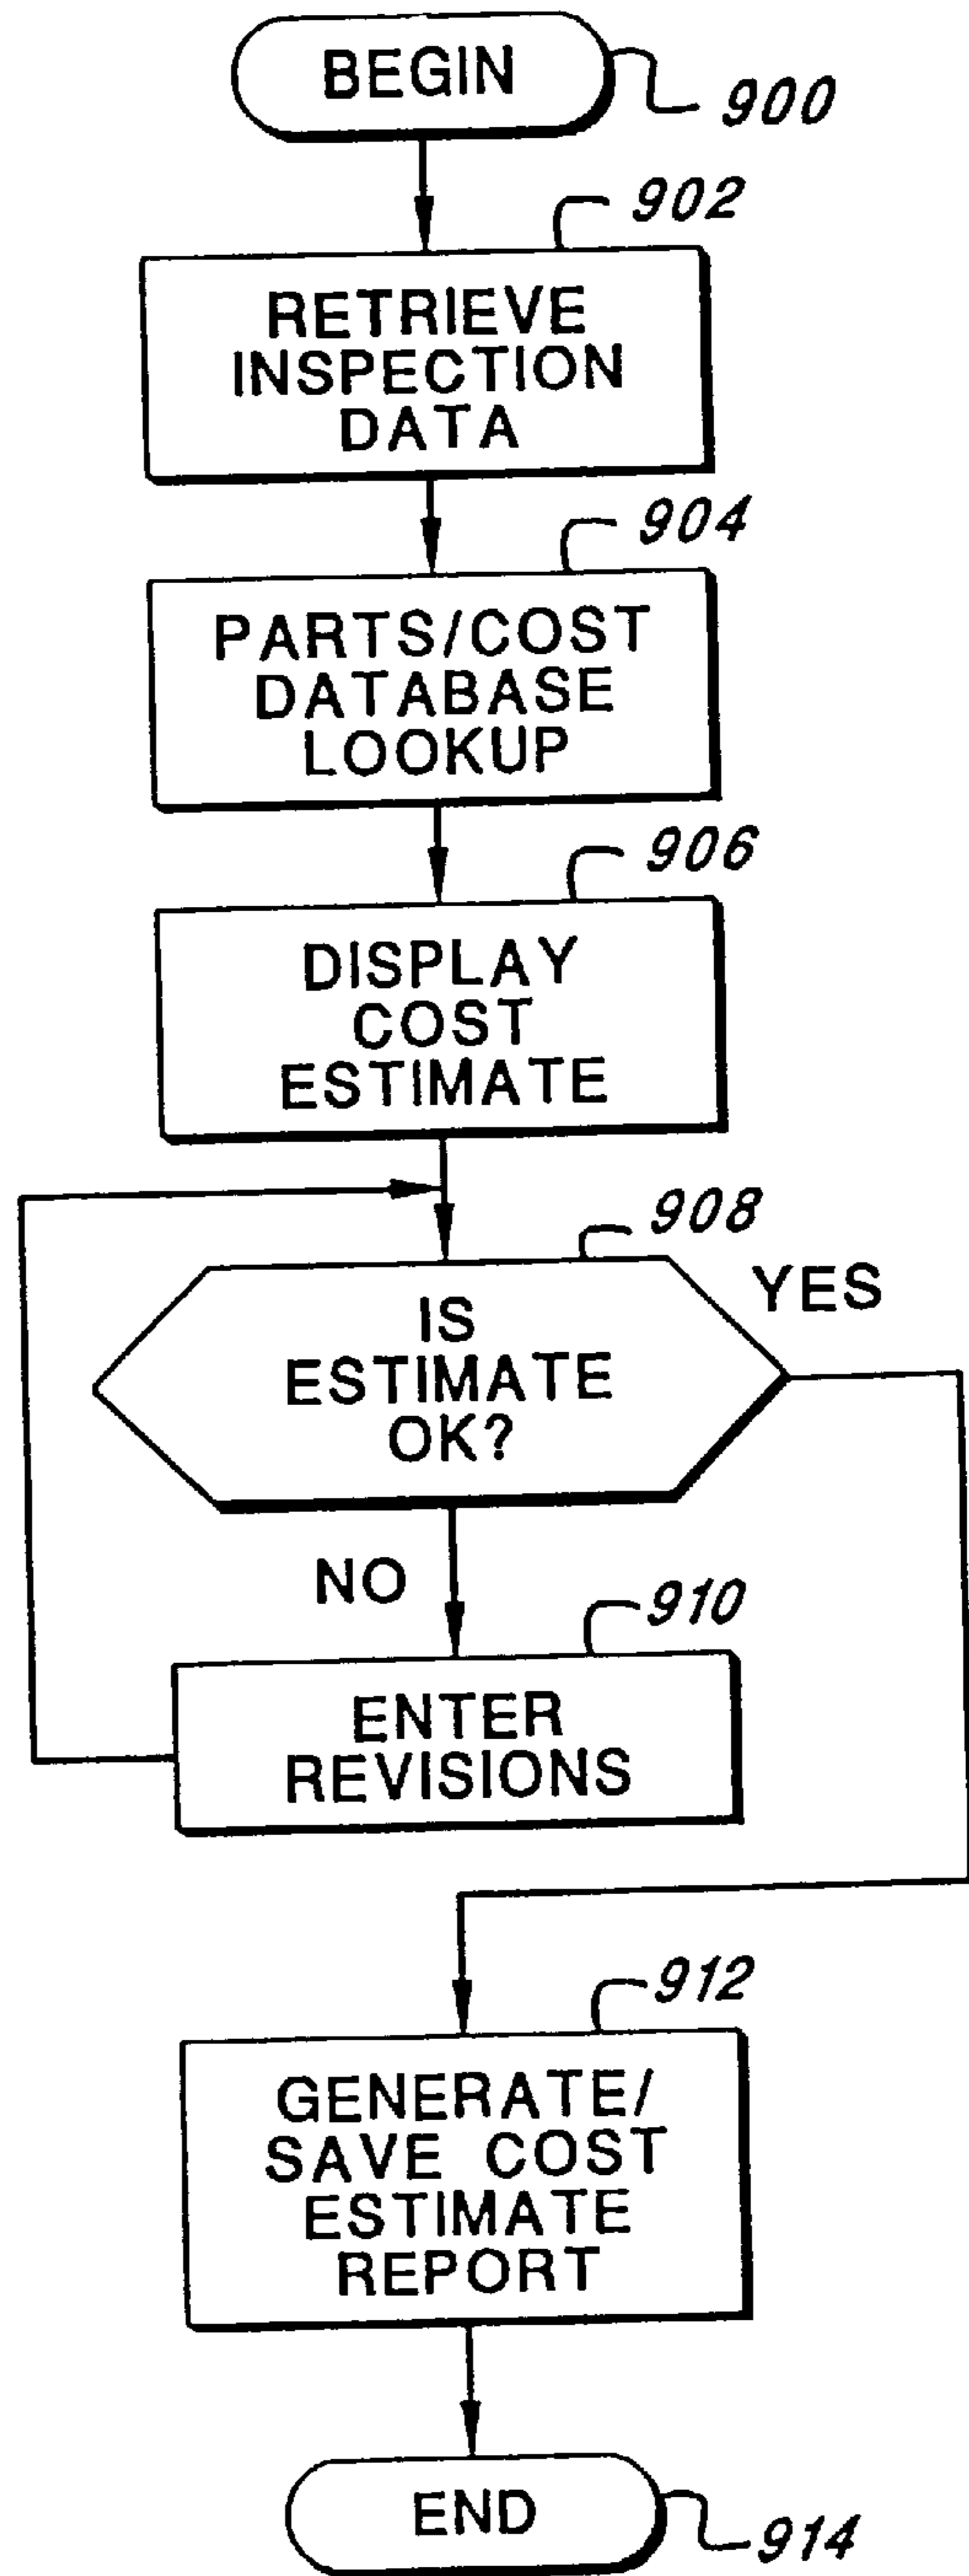 BEGIN
900
902
RETRIEVE
INSPECTION
DATA
904
PARTS/COST
DATABASE
LOOKUP
906
DISPLAY
COST
ESTIMATE
908
IS
ESTIMATE
OK?
YES
NO
910
ENTER
REVISIONS
912
GENERATE/
SAVE COST
ESTIMATE
REPORT
END
914